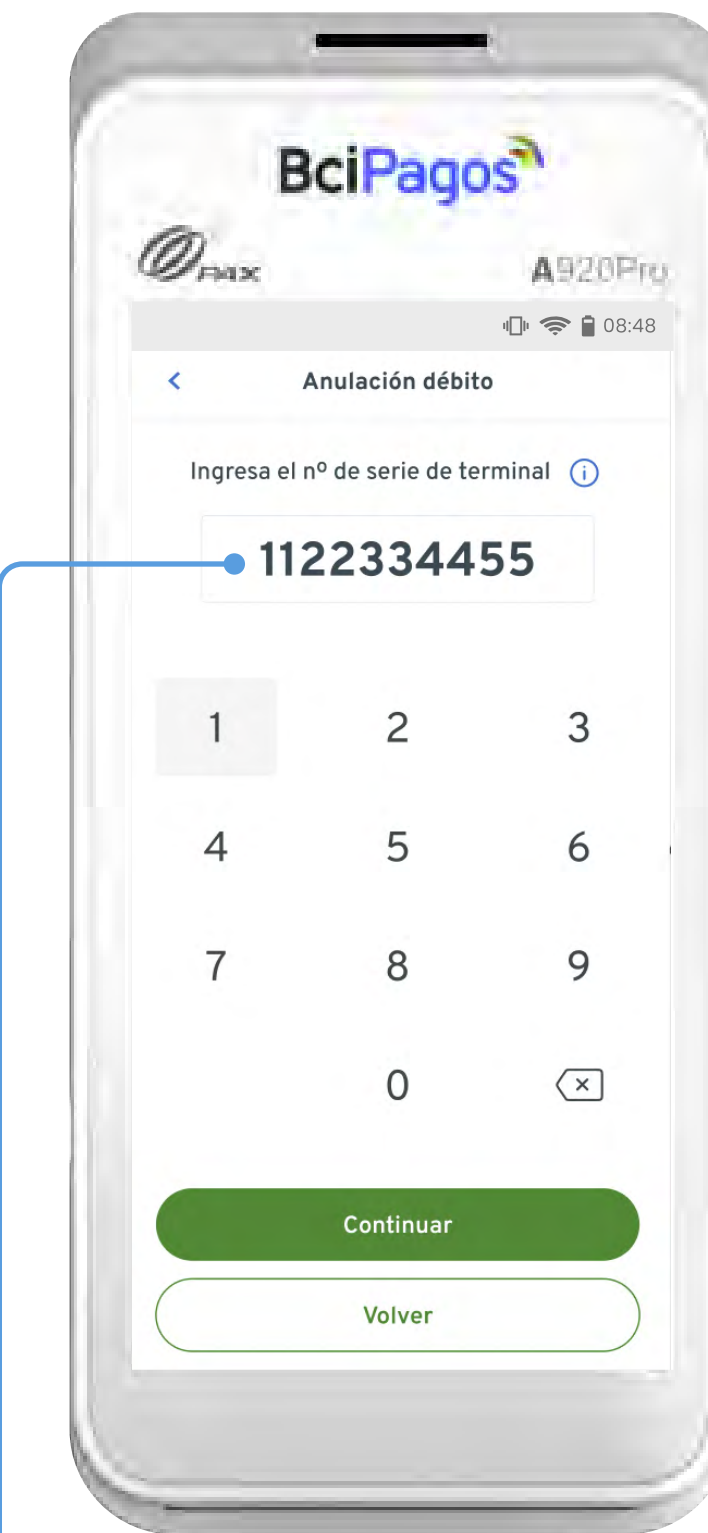 BciPagos
PAX
A920Pro
08:48
Anulación débito
Ingresa el nº de serie de terminal
1122334455
1 2 3
4 5 6
7 8 9
0
Continuar
Volver